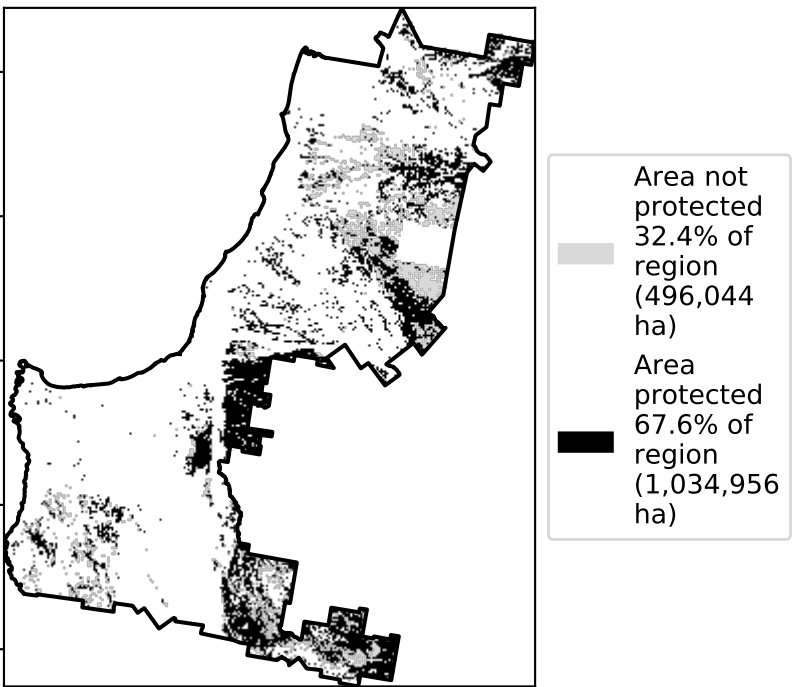 Area not
protected
32.4% of
region
(496,044
ha)
Area
protected
67.6% of
region
(1,034,956
ha)